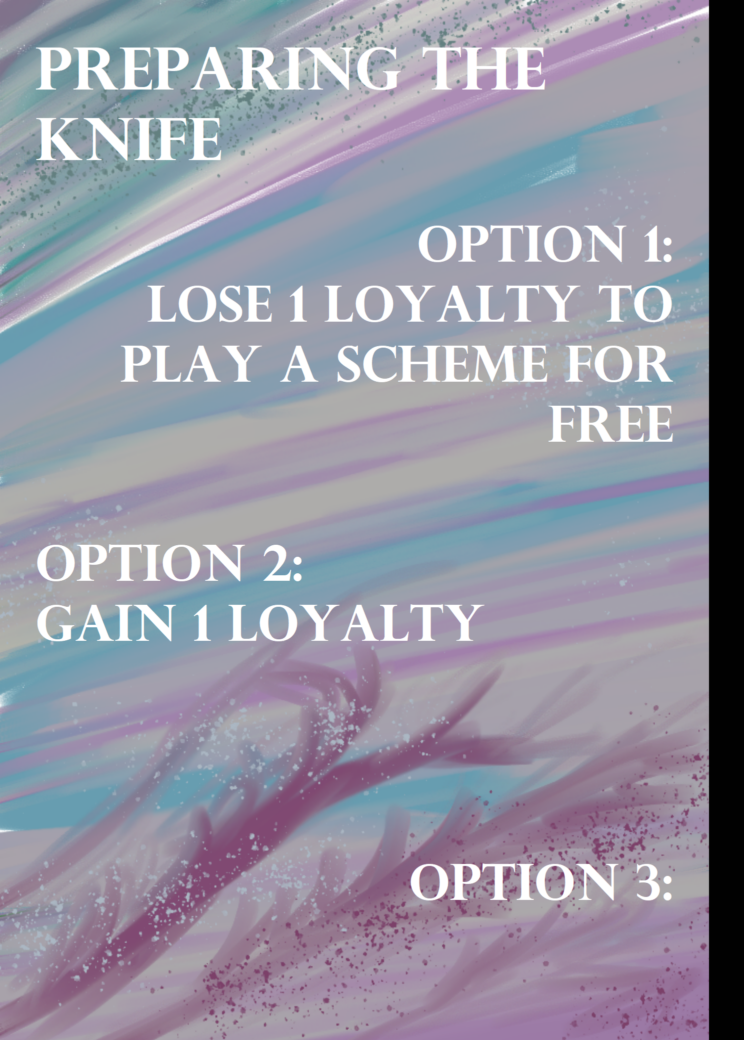 PREPARING THE
KNIFE
OPTION 1:
LOSE 1 LOYALTY TO
PLAY A SCHEME FOR
FREE
OPTION 2:
GAIN 1 LOYALTY
OPTION 3: